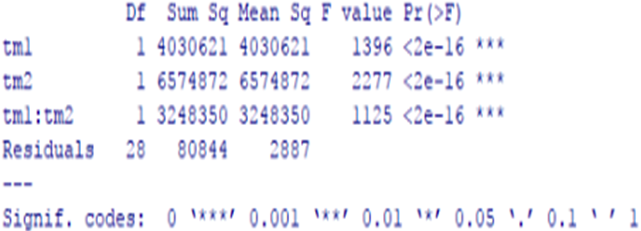 Df Sum Sq Mean Sq F value Pr(>F)
tm1 1 4030621 4030621 1396 <2e-16 ***
tm2 1 6574872 6574872 2277 <2e-16 ***
tm1:tm2 1 3248350 3248350 1125 <2e-16 ***
Residuals 28 80844 2887
---
Signif. codes: 0 ‘***’ 0.001 ‘**’ 0.01 ‘*’ 0.05 ‘.’ 0.1 ‘ ’ 1